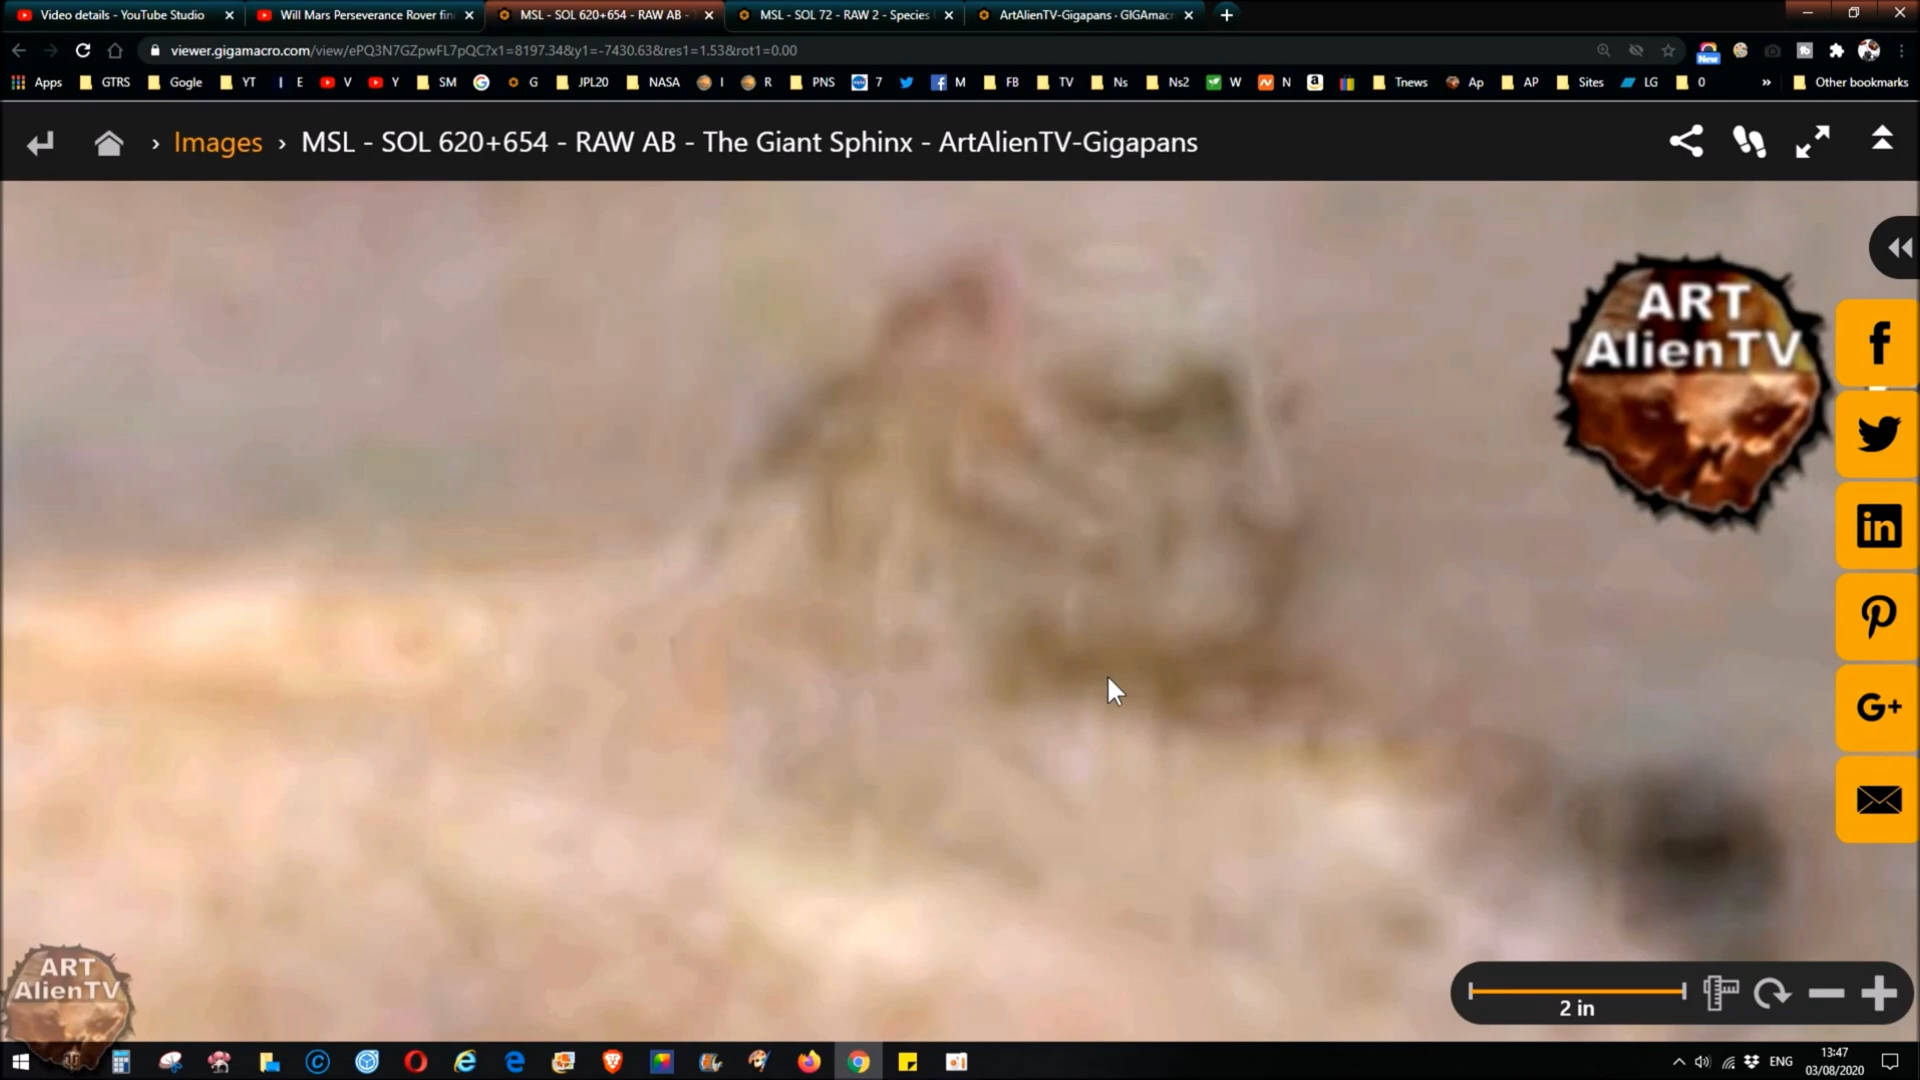 Video details - YouTube Studio
Will Mars Perseverance Rover fin
MSL - SOL 620+654 - RAW AB -
MSL - SOL 72 - RAW 2 - Species
ArtAlienTV-Gigapans - GIGAmac
viewer.gigamacro.com/view/ePQ3N7GZpwFL7pQC?x1=8197.34&y1=-7430.63&res1=1.53&rot1=0.00
New
Apps GTRS Gogle YT I E V Y SM G JPL20 NASA I R PNS 7 M FB TV Ns Ns2 W N Tnews Ap AP Sites LG 0 » Other bookmarks
› Images › MSL - SOL 620+654 - RAW AB - The Giant Sphinx - ArtAlienTV-Gigapans
ART
AlienTV
f
in
G+
ART
AlienTV
2 in
ENG
13:47
03/08/2020